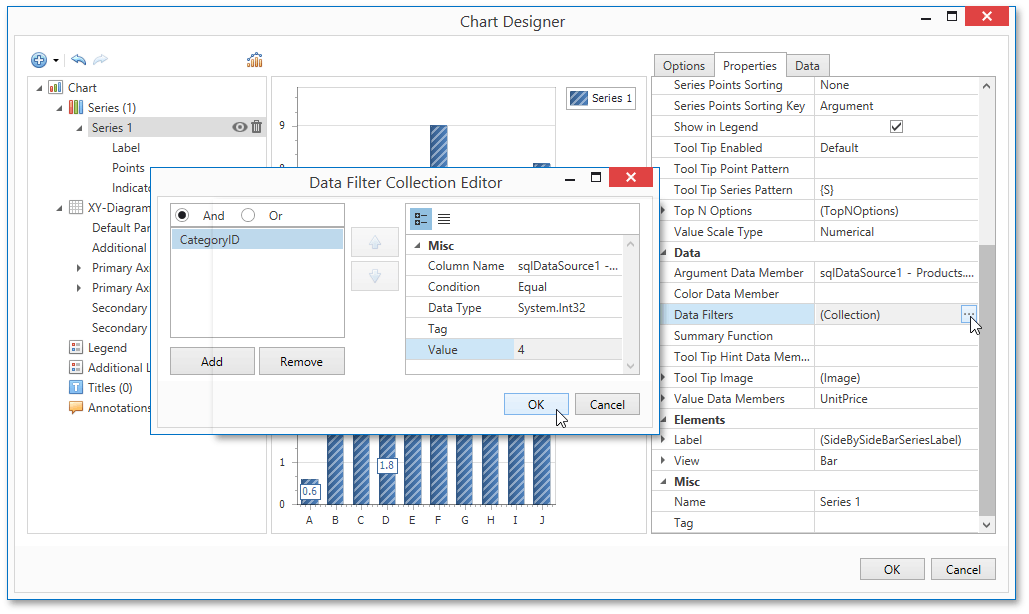 Chart Designer
Options Properties Data
Chart
Series (1)
Series 1
Label
Points
Indicato
XY-Diagram
Default Pa
Additional
Primary Ax
Primary Ax
Secondary
Secondary
Legend
Additional L
Titles (0)
Annotations
9
Series 1
1
0
0.6
1.8
A B C D E F G H I J
Data Filter Collection Editor
And Or
CategoryID
Add Remove
Misc
Column Name sqlDataSource1 -...
Condition Equal
Data Type System.Int32
Tag
Value 4
OK Cancel
Series Points Sorting None
Series Points Sorting Key Argument
Show in Legend
Tool Tip Enabled Default
Tool Tip Point Pattern
Tool Tip Series Pattern {S}
Top N Options (TopNOptions)
Value Scale Type Numerical
Data
Argument Data Member sqlDataSource1 - Products....
Color Data Member
Data Filters (Collection) ...
Summary Function
Tool Tip Hint Data Mem...
Tool Tip Image (Image)
Value Data Members UnitPrice
Elements
Label (SideBySideBarSeriesLabel)
View Bar
Misc
Name Series 1
Tag
OK Cancel